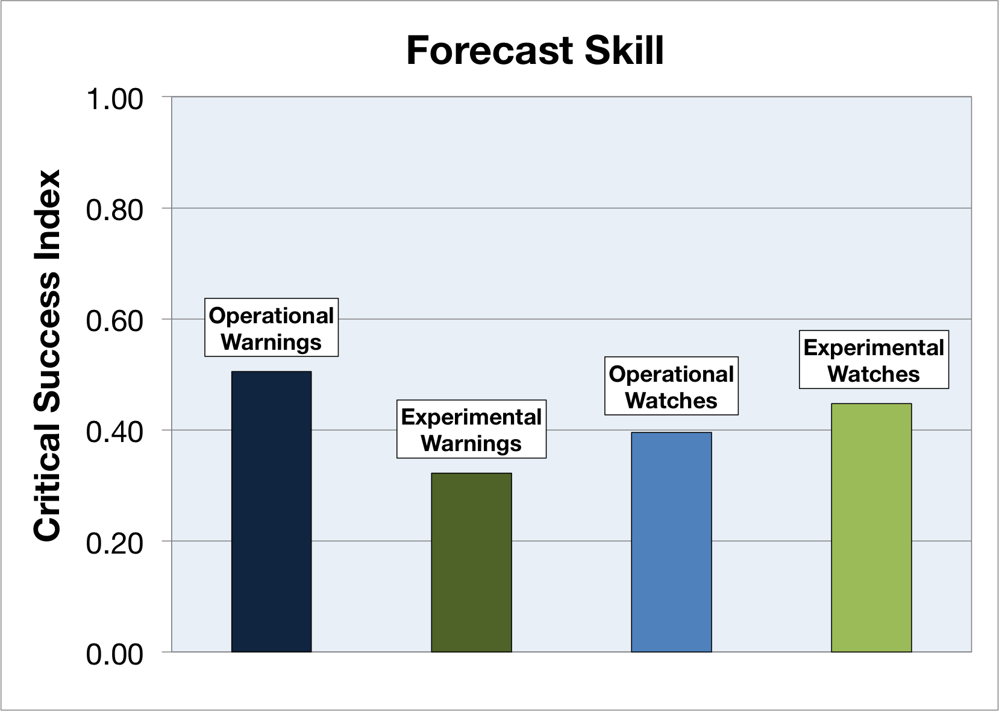 Forecast Skill
Critical Success Index
1.00
0.80
0.60
0.40
0.20
0.00
Operational
Warnings
Experimental
Warnings
Operational
Watches
Experimental
Watches